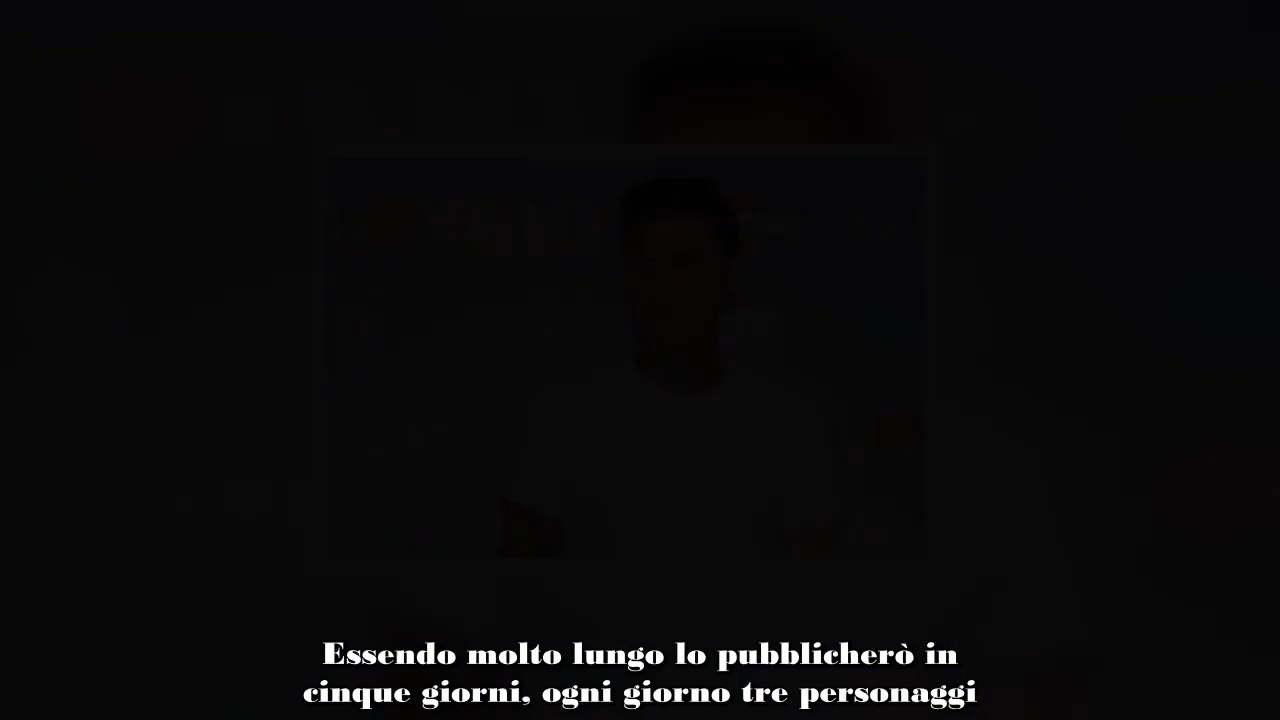 Essendo molto lungo lo pubblicherò in
cinque giorni, ogni giorno tre personaggi